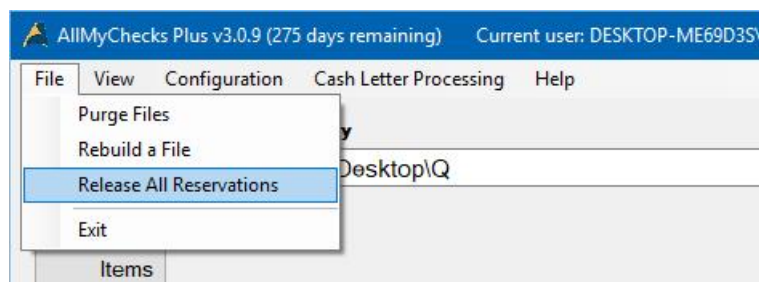 AllMyChecks Plus v3.0.9 (275 days remaining) Current user: DESKTOP-ME69D3S\
File View Configuration Cash Letter Processing Help
Purge Files
y
Rebuild a File
Desktop\Q
Release All Reservations
Exit
Items